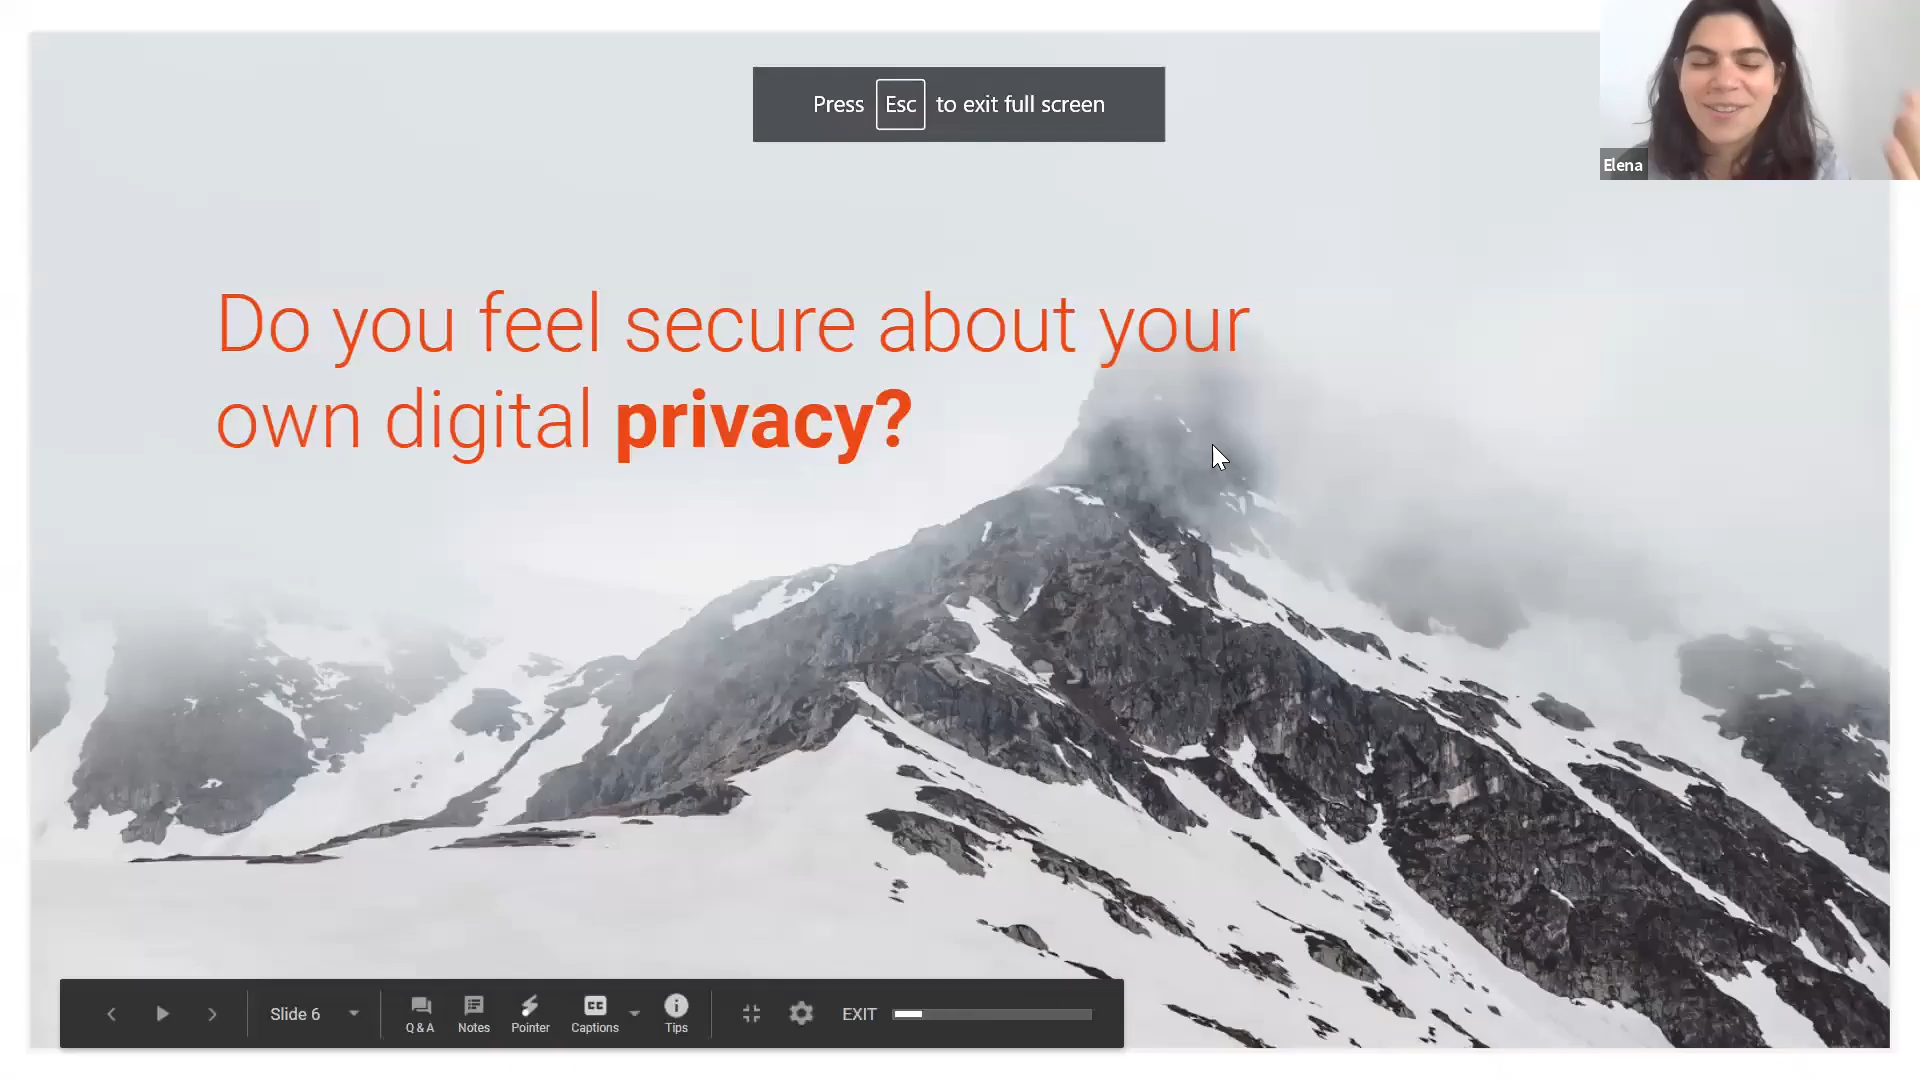 Press Esc to exit full screen
Elena
Do you feel secure about your
own digital privacy?
Slide 6
Q & A
Notes
Pointer
CC
Captions
Tips
EXIT